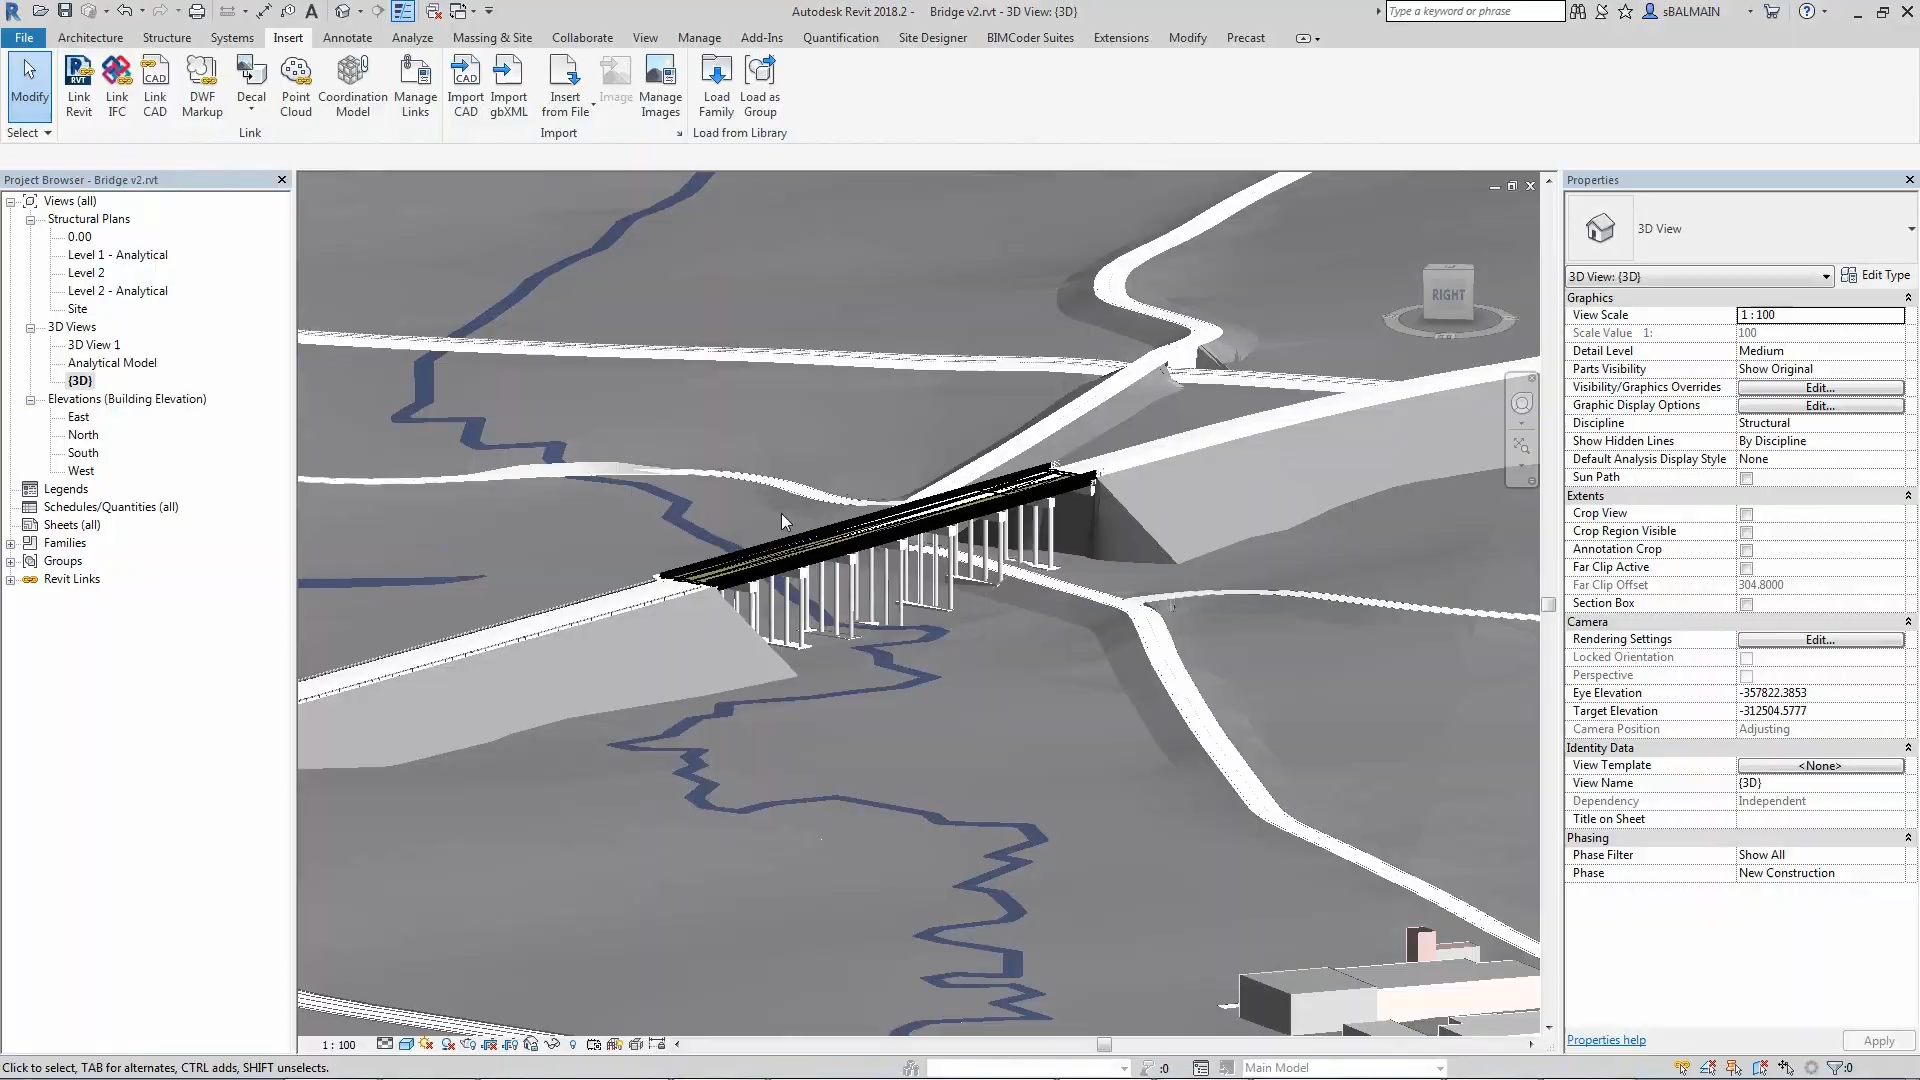 Autodesk Revit 2018.2 - Bridge v2.rvt - 3D View: {3D}
Type a keyword or phrase
sBALMAIN
File Architecture Structure Systems Insert Annotate Analyze Massing & Site Collaborate View Manage Add-Ins Quantification Site Designer BIMCoder Suites Extensions Modify Precast
Modify
Link Revit
Link IFC
Link CAD
DWF Markup
Decal
Point Cloud
Coordination Model
Manage Links
Import CAD
Import gbXML
Insert from File
Image
Manage Images
Load Family
Load as Group
Select
Link
Import
Load from Library
Project Browser - Bridge v2.rvt
Views (all)
Structural Plans
0.00
Level 1 - Analytical
Level 2
Level 2 - Analytical
Site
3D Views
3D View 1
Analytical Model
{3D}
Elevations (Building Elevation)
East
North
South
West
Legends
Schedules/Quantities (all)
Sheets (all)
Families
Groups
Revit Links
RIGHT
Properties
3D View
3D View: {3D}
Edit Type
Graphics
View Scale 1 : 100
Scale Value 1: 100
Detail Level Medium
Parts Visibility Show Original
Visibility/Graphics Overrides Edit...
Graphic Display Options Edit...
Discipline Structural
Show Hidden Lines By Discipline
Default Analysis Display Style None
Sun Path
Extents
Crop View
Crop Region Visible
Annotation Crop
Far Clip Active
Far Clip Offset 304.8000
Section Box
Camera
Rendering Settings Edit...
Locked Orientation
Perspective
Eye Elevation -357822.3853
Target Elevation -312504.5777
Camera Position Adjusting
Identity Data
View Template <None>
View Name {3D}
Dependency Independent
Title on Sheet
Phasing
Phase Filter Show All
Phase New Construction
Properties help
Apply
1 : 100
Click to select, TAB for alternates, CTRL adds, SHIFT unselects.
:0
Main Model
:0